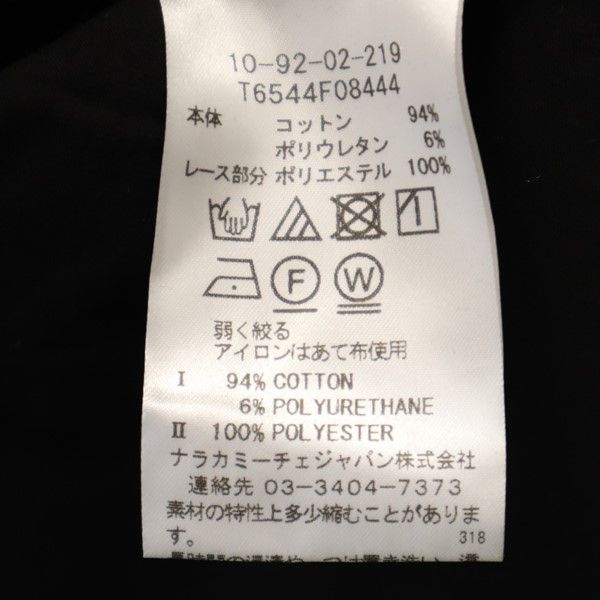 10-92-02-219
T6544F08444
本体 コットン 94%
ポリウレタン 6%
レース部分 ポリエステル 100%
F W
弱く絞る
アイロンはあて布使用
I 94% COTTON
6% POLYURETHANE
II 100% POLYESTER
ナラカミーチェジャパン株式会社
連絡先 03-3404-7373
素材の特性上多少縮むことがありま
す。 318